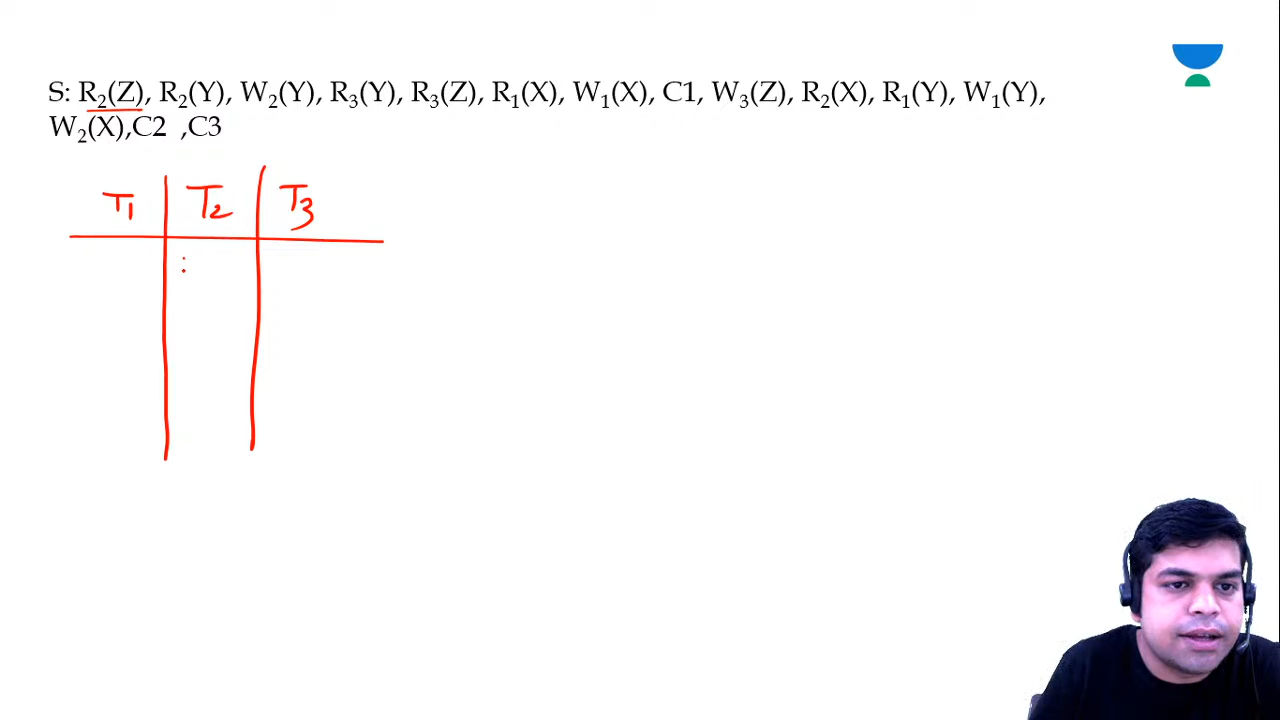 S: R₂(Z), R₂(Y), W₂(Y), R₃(Y), R₃(Z), R₁(X), W₁(X), C1, W₃(Z), R₂(X), R₁(Y), W₁(Y),
W₂(X),C2 ,C3
T₁ T₂ T₃